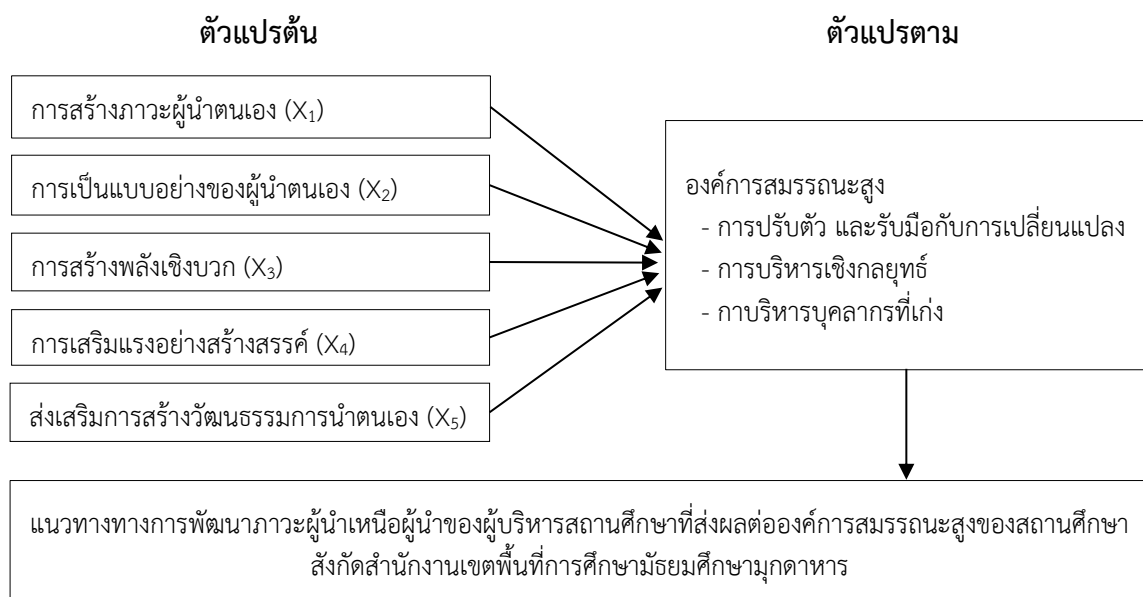 ตัวแปรต้น
ตัวแปรตาม
การสร้างภาวะผู้นำตนเอง (X₁)
การเป็นแบบอย่างของผู้นำตนเอง (X₂)
การสร้างพลังเชิงบวก (X₃)
การเสริมแรงอย่างสร้างสรรค์ (X₄)
ส่งเสริมการสร้างวัฒนธรรมการนำตนเอง (X₅)
องค์การสมรรถนะสูง
- การปรับตัว และรับมือกับการเปลี่ยนแปลง
- การบริหารเชิงกลยุทธ์
- กาบริหารบุคลากรที่เก่ง
แนวทางทางการพัฒนาภาวะผู้นำเหนือผู้นำของผู้บริหารสถานศึกษาที่ส่งผลต่อองค์การสมรรถนะสูงของสถานศึกษา
สังกัดสำนักงานเขตพื้นที่การศึกษามัธยมศึกษามุกดาหาร